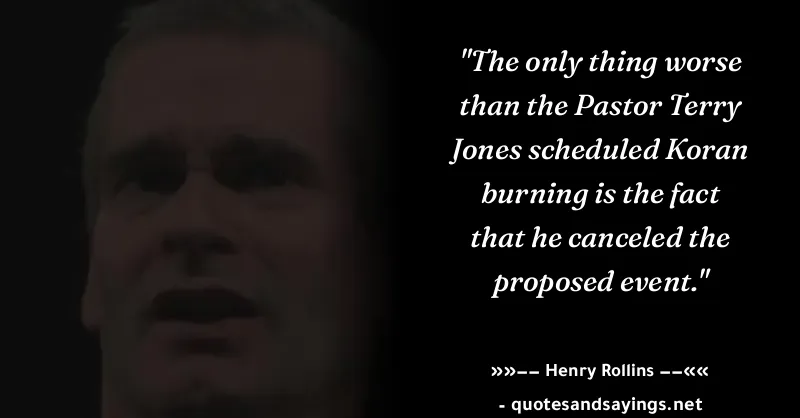 "The only thing worse
than the Pastor Terry
Jones scheduled Koran
burning is the fact
that he canceled the
proposed event."
»»–– Henry Rollins ––««
- quotesandsayings.net